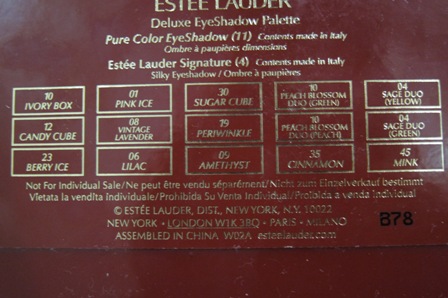 ESTĒE LAUDER
Deluxe EyeShadow Palette
Pure Color EyeShadow (11) Contents made in Italy
Ombre à paupières dimensions
Estée Lauder Signature (4) Contents made in Italy
Silky Eyeshadow / Ombre à paupières
10 IVORY BOX 01 PINK ICE 30 SUGAR CUBE 10 PEACH BLOSSOM DUO (GREEN) 04 SAGE DUO (YELLOW)
12 CANDY CUBE 08 VINTAGE LAVENDER 19 PERIWINKLE 10 PEACH BLOSSOM DUO (PEACH) 04 SAGE DUO (GREEN)
23 BERRY ICE 06 LILAC 09 AMETHYST 35 CINNAMON 45 MINK
Not For Individual Sale/Ne peut être vendu séparément/Nicht zum Einzelverkauf bestimmt
Vietata la vendita Individuale/Prohibida Su Venta Individual/Proibida a venda individual
© ESTÉE LAUDER, DIST., NEW YORK, N.Y. 10022
NEW YORK • LONDON W1K 3BQ • PARIS • MILANO
B78
ASSEMBLED IN CHINA W02A esteelauder.com